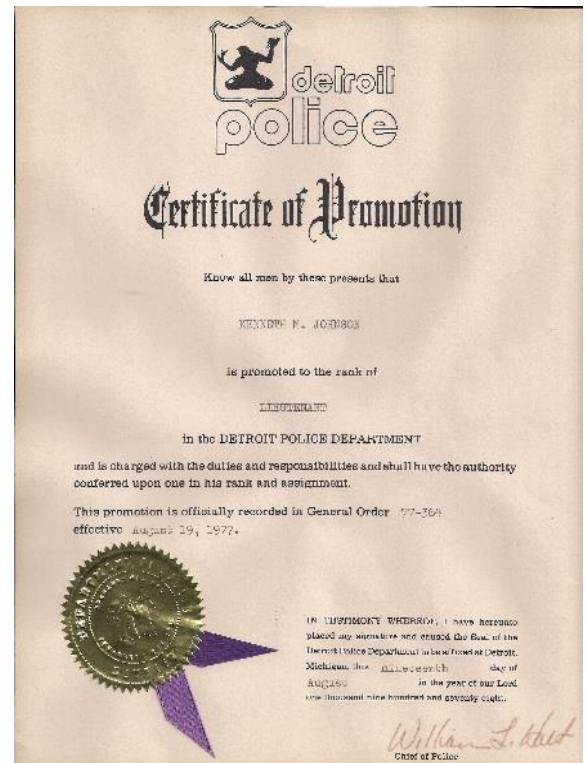 detroit
police
Certificate of Promotion
Know all men by these presents that
KENNETH M. JOHNSON
is promoted to the rank of
LIEUTENANT
in the DETROIT POLICE DEPARTMENT
and is charged with the duties and responsibilities and shall have the authority
conferred upon one in his rank and assignment.
This promotion is officially recorded in General Order 77-364
effective August 19, 1977.
IN TESTIMONY WHEREOF, I have hereunto
placed my signature and caused the Seal of the
Detroit Police Department to be affixed at Detroit,
Michigan, this nineteenth day of
August in the year of our Lord
one thousand nine hundred and seventy eight.
William L. Hart
Chief of Police